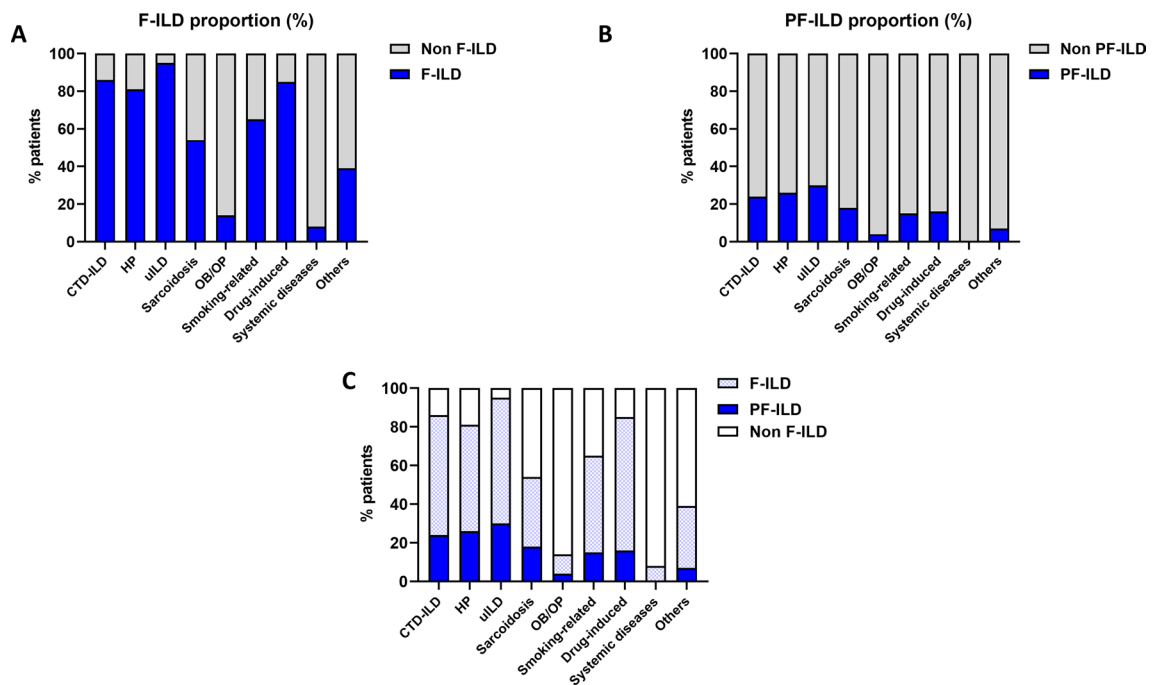 A
F-ILD proportion (%)
Non F-ILD
F-ILD
% patients
100
80
60
40
20
0
CTD-ILD
HP
uILD
Sarcoidosis
OB/OP
Smoking-related
Drug-induced
Systemic diseases
Others
B
PF-ILD proportion (%)
Non PF-ILD
PF-ILD
% patients
100
80
60
40
20
0
CTD-ILD
HP
uILD
Sarcoidosis
OB/OP
Smoking-related
Drug-induced
Systemic diseases
Others
C
F-ILD
PF-ILD
Non F-ILD
% patients
100
80
60
40
20
0
CTD-ILD
HP
uILD
Sarcoidosis
OB/OP
Smoking-related
Drug-induced
Systemic diseases
Others